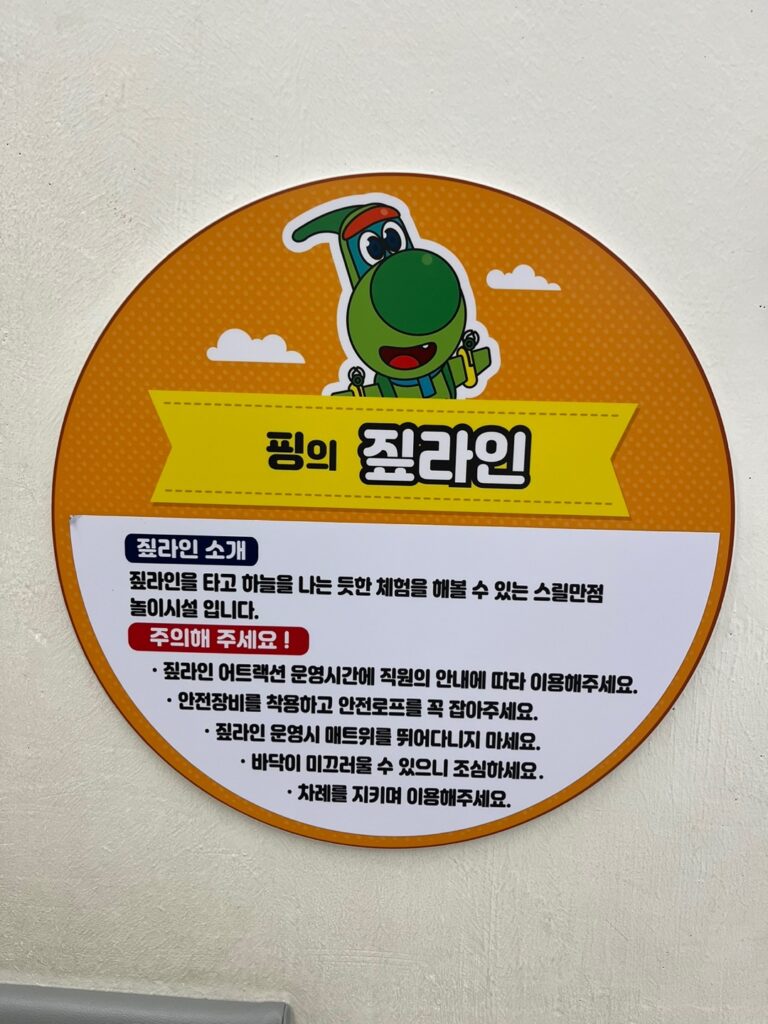 핑의 짚라인
짚라인 소개
짚라인을 타고 하늘을 나는 듯한 체험을 해볼 수 있는 스릴만점
놀이시설 입니다.
주의해 주세요 !
· 짚라인 어트랙션 운영시간에 직원의 안내에 따라 이용해주세요.
· 안전장비를 착용하고 안전로프를 꼭 잡아주세요.
· 짚라인 운영시 매트위를 뛰어다니지 마세요.
· 바닥이 미끄러울 수 있으니 조심하세요.
· 차례를 지키며 이용해주세요.